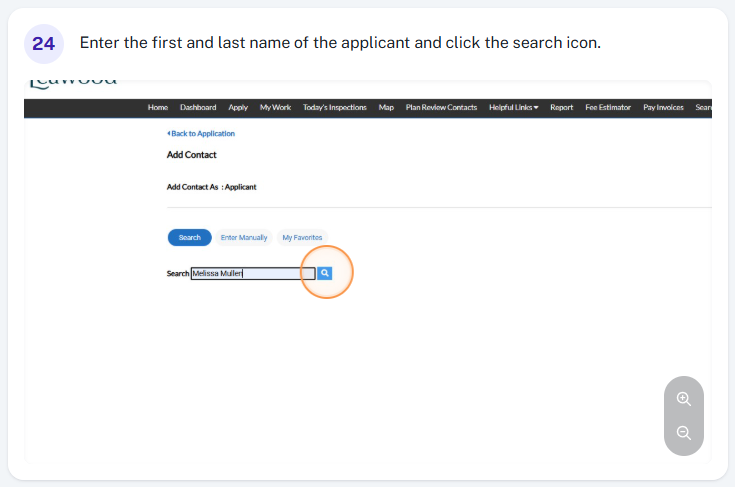 24 Enter the first and last name of the applicant and click the search icon.
Leawood
Home Dashboard Apply My Work Today's Inspections Map Plan Review Contacts Helpful Links Report Fee Estimator Pay Invoices
Back to Application
Add Contact
Add Contact As : Applicant
Search Enter Manually My Favorites
Search Melissa Mullen